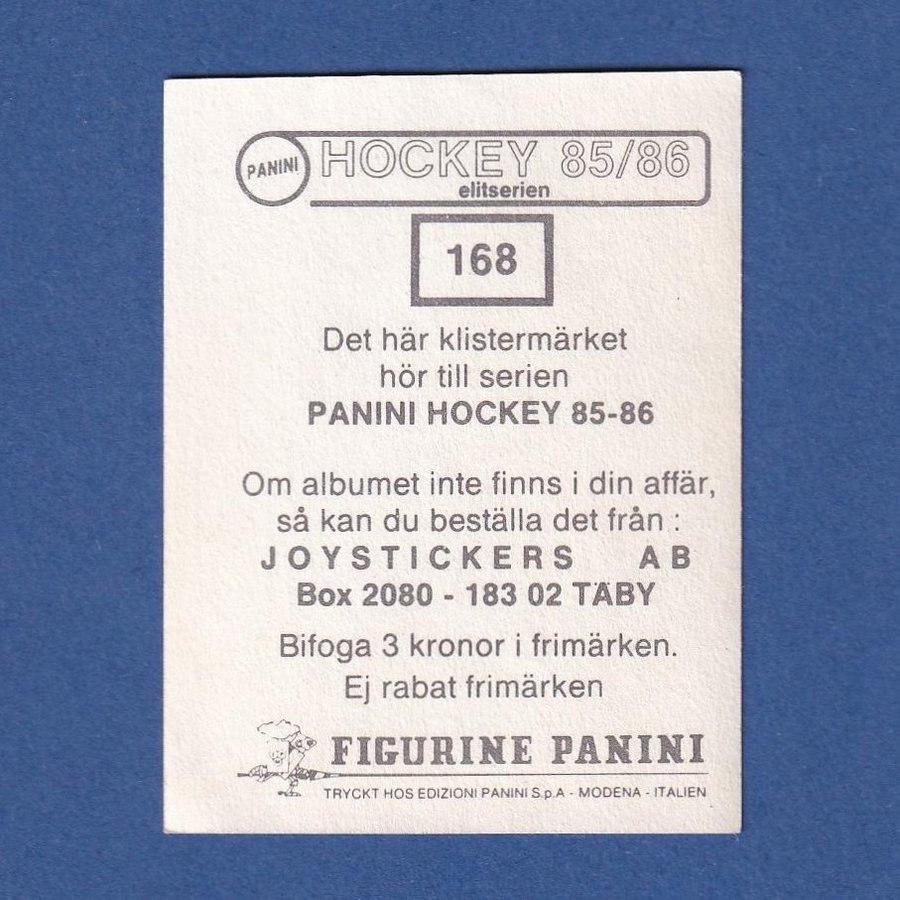 PANINI HOCKEY 85/86
elitserien
168
Det här klistermärket
hör till serien
PANINI HOCKEY 85-86
Om albumet inte finns i din affär,
så kan du beställa det från :
JOYSTICKERS AB
Box 2080 - 183 02 TÄBY
Bifoga 3 kronor i frimärken.
Ej rabat frimärken
FIGURINE PANINI
TRYCKT HOS EDIZIONI PANINI S.p.A - MODENA - ITALIEN